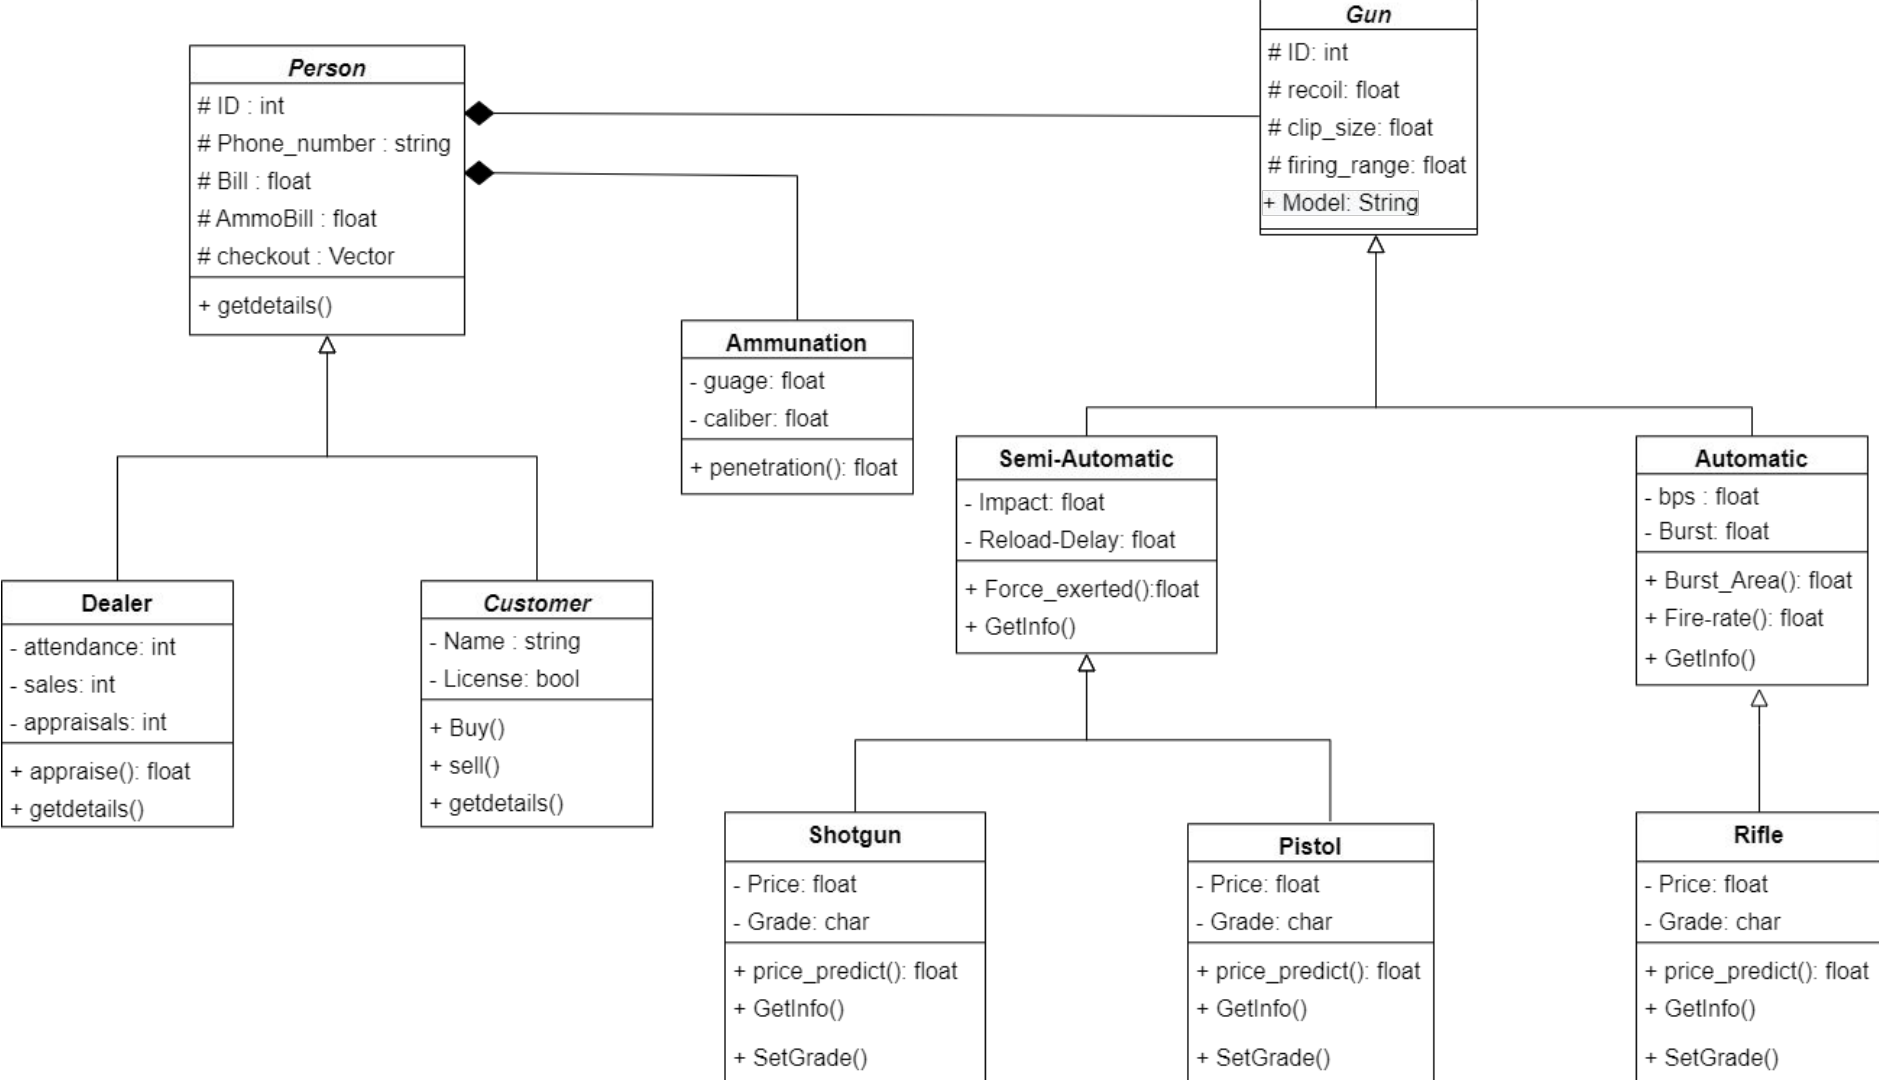 Gun
# ID: int
# recoil: float
# clip_size: float
# firing_range: float
+ Model: String
Person
# ID : int
# Phone_number : string
# Bill : float
# AmmoBill : float
# checkout : Vector
+ getdetails()
Ammunation
- guage: float
- caliber: float
+ penetration(): float
Semi-Automatic
- Impact: float
- Reload-Delay: float
+ Force_exerted():float
+ GetInfo()
Automatic
- bps : float
- Burst: float
+ Burst_Area(): float
+ Fire-rate(): float
+ GetInfo()
Dealer
- attendance: int
- sales: int
- appraisals: int
+ appraise(): float
+ getdetails()
Customer
- Name : string
- License: bool
+ Buy()
+ sell()
+ getdetails()
Shotgun
- Price: float
- Grade: char
+ price_predict(): float
+ GetInfo()
+ SetGrade()
Pistol
- Price: float
- Grade: char
+ price_predict(): float
+ GetInfo()
+ SetGrade()
Rifle
- Price: float
- Grade: char
+ price_predict(): float
+ GetInfo()
+ SetGrade()